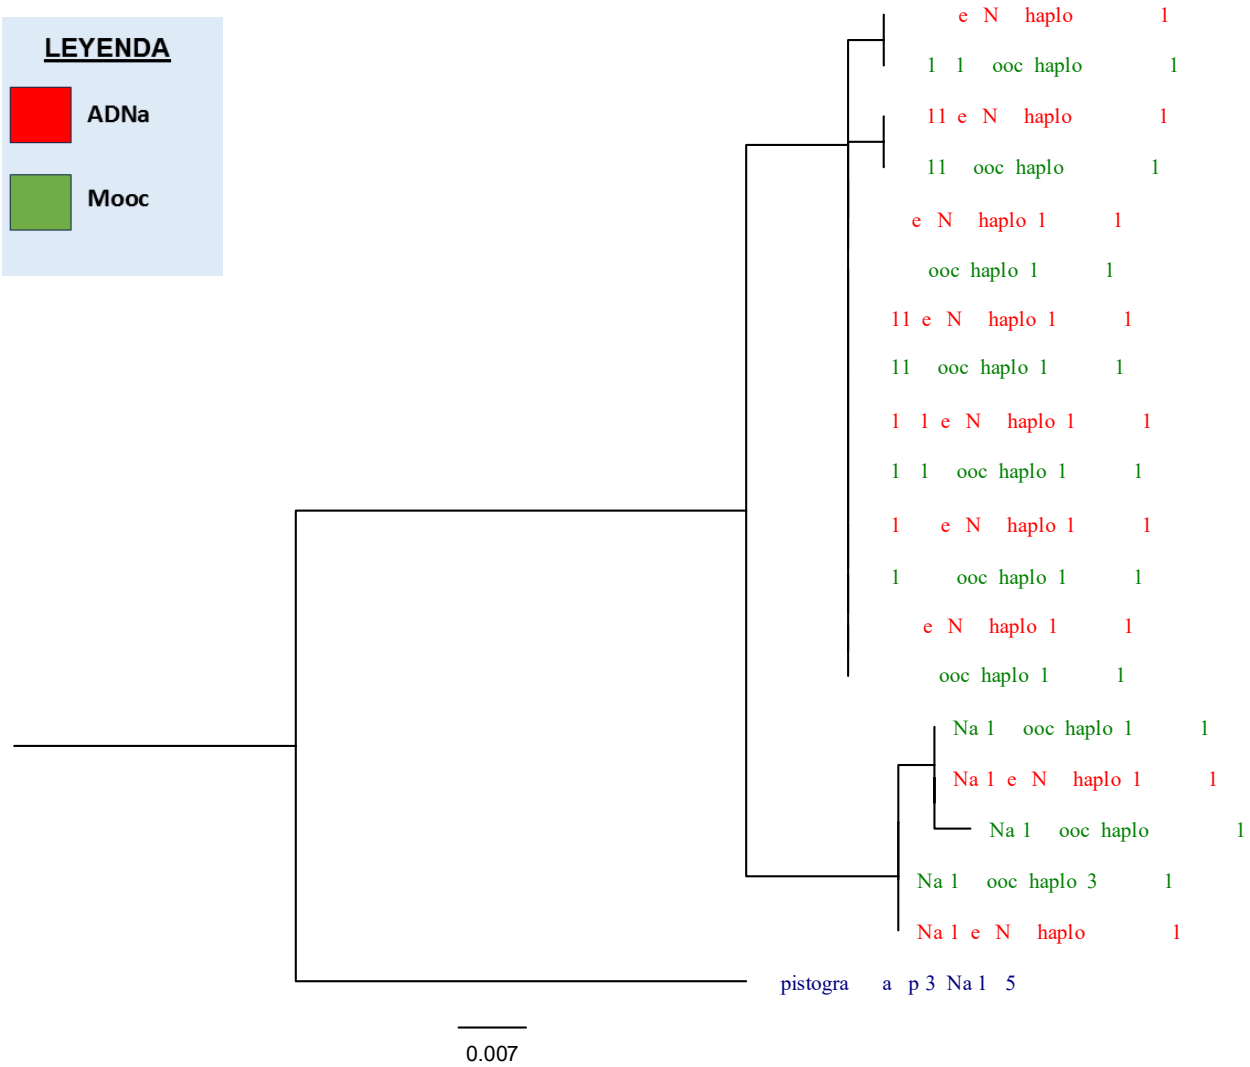 LEYENDA
ADNa
Mooc
e N haplo 1
1 1 ooc haplo 1
11 e N haplo 1
11 ooc haplo 1
e N haplo 1 1
ooc haplo 1 1
11 e N haplo 1 1
11 ooc haplo 1 1
1 1 e N haplo 1 1
1 1 ooc haplo 1 1
1 e N haplo 1 1
1 ooc haplo 1 1
e N haplo 1 1
ooc haplo 1 1
Na 1 ooc haplo 1 1
Na 1 e N haplo 1 1
Na 1 ooc haplo 1
Na 1 ooc haplo 3 1
Na 1 e N haplo 1
pistogra a p 3 Na 1 5
0.007